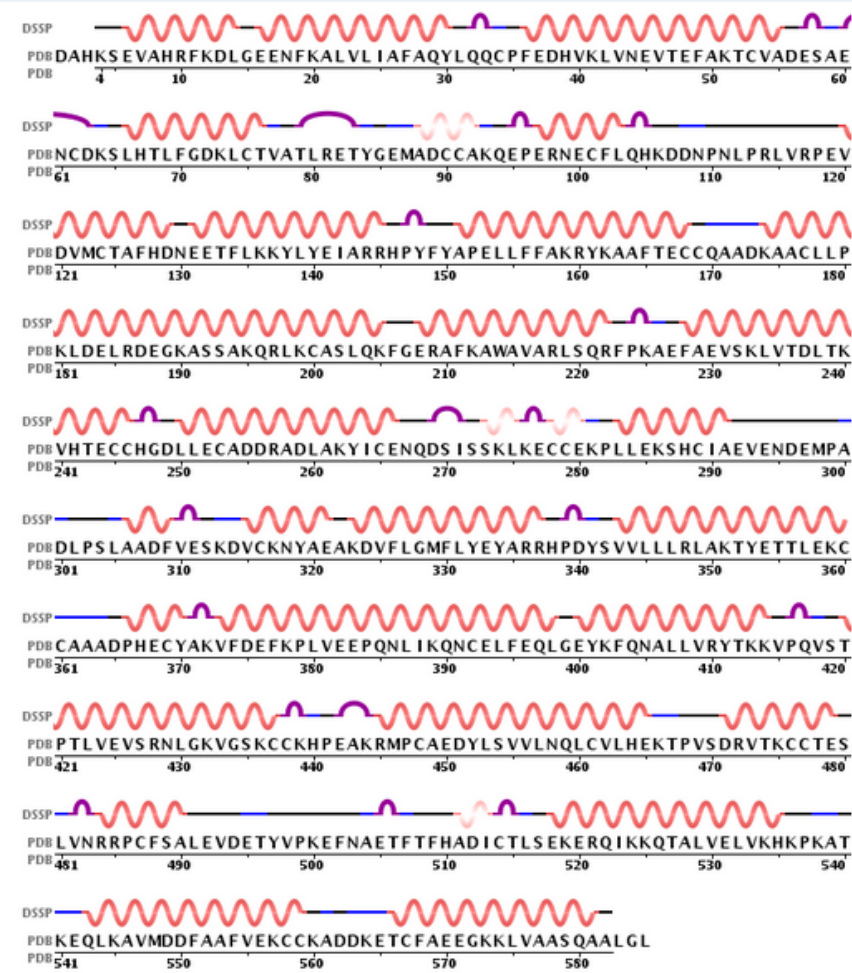 DSSP
PDB DAHKSEVAHRFKDLGEENFKALVLIAFAQYLQQCPFEDHVKLVNEVTEFAKTCVADESAE
PDB 4 10 20 30 40 50 60
DSSP
PDB NCDKSLHTLFGDKLCTVATLRETYGEMADCCAKQEPERNECFLQHKDDNPNLPRLVRPEV
PDB 61 70 80 90 100 110 120
DSSP
PDB DVMCTAFHDNEETFLKKYLYEIARRHPYFYAPELLFFAKRYKAAFTECCQAADKAACLLP
PDB 121 130 140 150 160 170 180
DSSP
PDB KLDELRDEGKASSAKQRLKCASLQKFGERAFKAWAVARLSQRFPKAEFAEVSKLVTDLTK
PDB 181 190 200 210 220 230 240
DSSP
PDB VHTECCHGDLLECADDRADLAKYICENQDSISSKLKECCEKPLLEKSHCIAEVENDEMPA
PDB 241 250 260 270 280 290 300
DSSP
PDB DLPSLAADFVESKDVCKNYAEAKDVFLGMFLYEYARRHPDYSVVLLLRLAKTYETTLEKC
PDB 301 310 320 330 340 350 360
DSSP
PDB CAAADPHECYAKVFDEFKPLVEEPQNLIKQNCELFEQLGEYKFQNALLVRYTKKVPQVST
PDB 361 370 380 390 400 410 420
DSSP
PDB PTLVEVSRNLGKVGSKCCKHPEAKRMPCAEDYLSVVLNQLCVLHEKTPVSDRVTKCCTES
PDB 421 430 440 450 460 470 480
DSSP
PDB LVNRRPCFSALEVDETYVPKEFNAETFTFHADICTLSEKERQIKKQTALVELVKHKPKAT
PDB 481 490 500 510 520 530 540
DSSP
PDB KEQLKAVMDDFAAFVEKCCKADDKETCFAEEGKKLVAASQAALGL
PDB 541 550 560 570 580